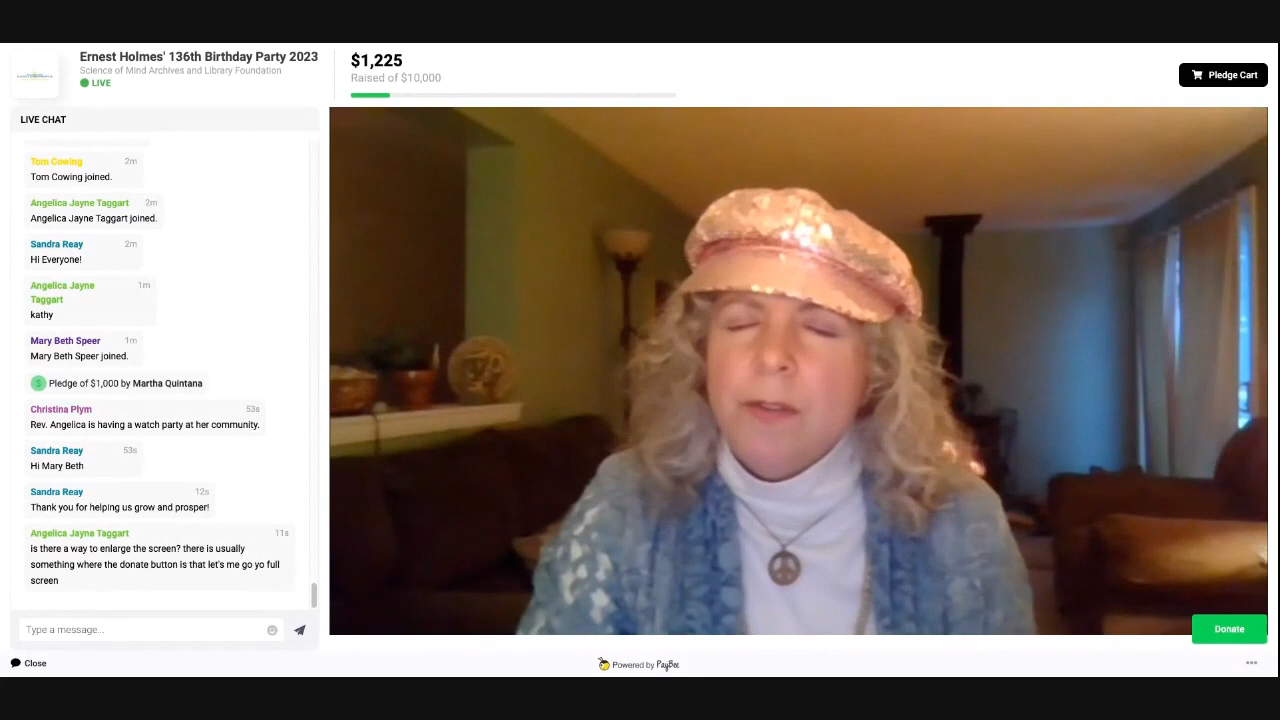 Ernest Holmes' 136th Birthday Party 2023
Science of Mind Archives and Library Foundation
LIVE
$1,225
Raised of $10,000
Pledge Cart
LIVE CHAT
Tom Cowing 2m
Tom Cowing joined.
Angelica Jayne Taggart 2m
Angelica Jayne Taggart joined.
Sandra Reay 2m
Hi Everyone!
Angelica Jayne 1m
Taggart
kathy
Mary Beth Speer 1m
Mary Beth Speer joined.
$ Pledge of $1,000 by Martha Quintana
Christina Plym 53s
Rev. Angelica is having a watch party at her community.
Sandra Reay 53s
Hi Mary Beth
Sandra Reay 12s
Thank you for helping us grow and prosper!
Angelica Jayne Taggart 11s
is there a way to enlarge the screen? there is usually
something where the donate button is that let's me go yo full
screen
Type a message...
Donate
Close
Powered by PayBee